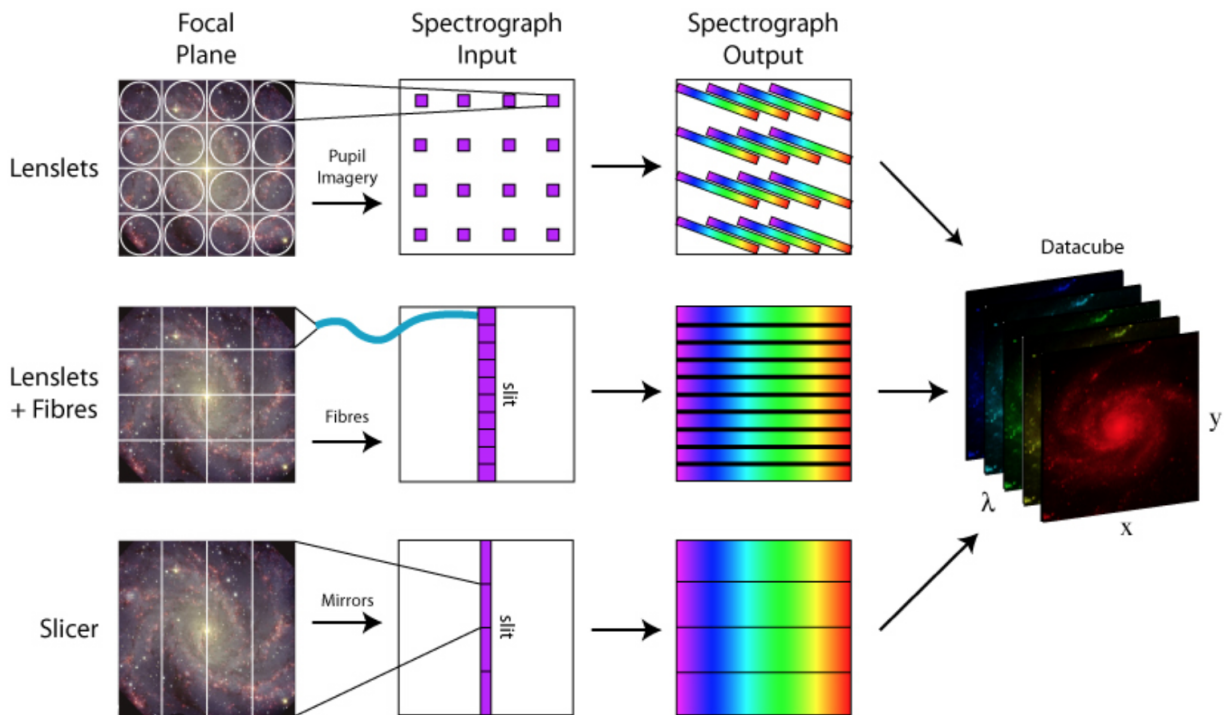 Focal
Plane
Spectrograph
Input
Spectrograph
Output
Lenslets
Pupil
Imagery
Datacube
Lenslets
+ Fibres
Fibres
slit
y
λ
x
Slicer
Mirrors
slit